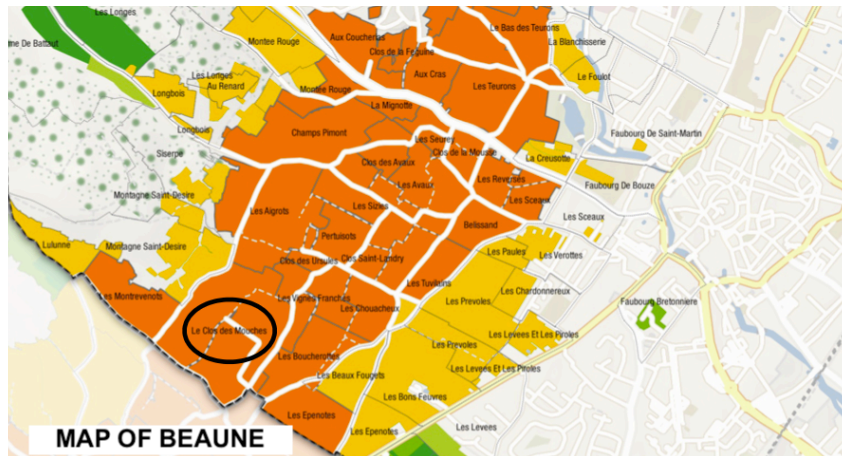 Les Longes
Le Bas des Teurons
me De Battaut
Montee Rouge
Aux Coucherias
La Blanchisserie
Clos de la Feguine
Les Longes
Au Renard
Aux Cras
Le Foulot
Longbois
Montee Rouge
Les Teurons
La Mignotte
Longbois
Champs Pimont
Les Seurey
Faubourg De Saint-Martin
Siserpe
Clos de la Mousse
Clos des Avaux
La Creusotte
Les Reversés
Les Avaux
Faubourg De Bouze
Montagne Saint-Desire
Les Sceaux
Les Aigrots
Les Sizies
Les Sceaux
Belissand
Pertuisots
Lulunne
Montagne Saint-Desire
Les Paules
Les Verottes
Clos des Ursules
Clos Saint-Landry
Les Tuvilains
Les Chardonnereux
Les Montrevenots
Les Vignes Franches
Les Prevoles
Faubourg Bretonniere
Les Chouacheux
Le Clos des Mouches
Les Levees Et Les Piroles
Les Prevoles
Les Boucherottes
Les Levees Et Les Piroles
Les Beaux Fougets
Les Bons Feuvres
Les Epenotes
Les Levees
Les Epenotes
MAP OF BEAUNE